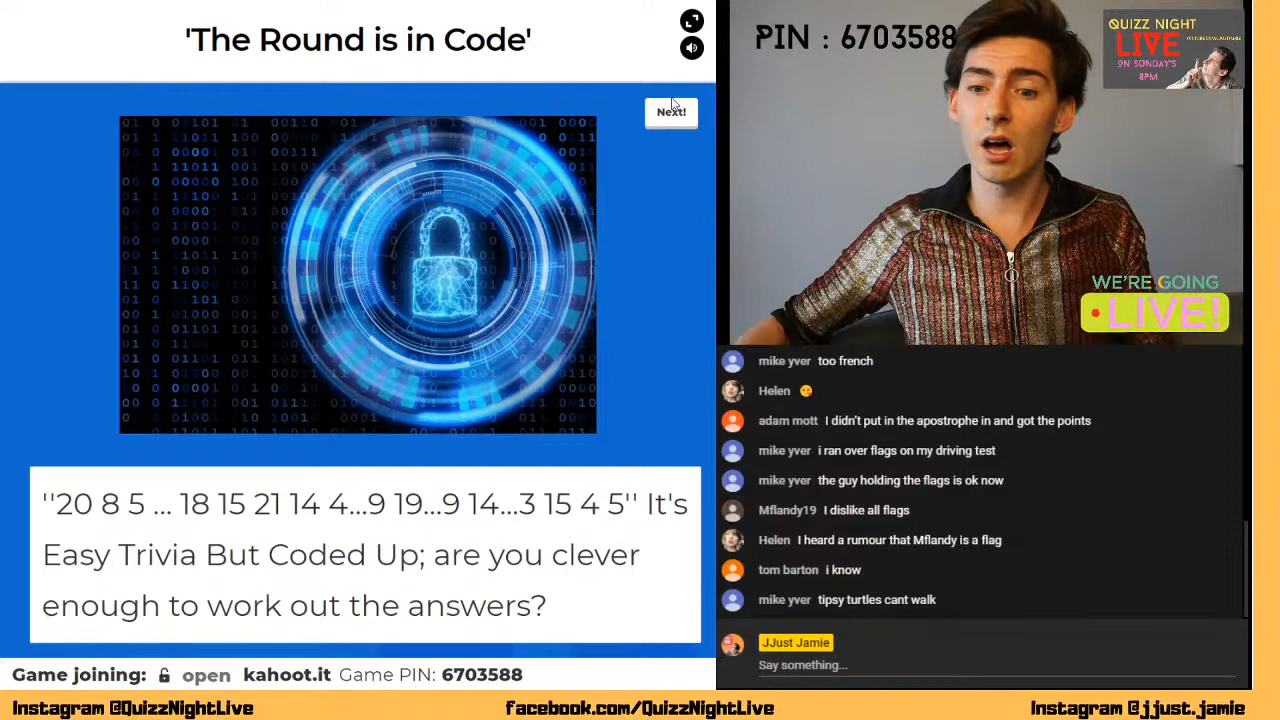 'The Round is in Code'
Next!
''20 8 5 ... 18 15 21 14 4...9 19...9 14...3 15 4 5'' It's
Easy Trivia But Coded Up; are you clever
enough to work out the answers?
Game joining: open kahoot.it Game PIN: 6703588
PIN : 6703588
QUIZZ NIGHT
LIVE
ON SUNDAY'S
8PM
WE'RE GOING
LIVE!
mike yver too french
Helen 😘
adam mott I didn't put in the apostrophe in and got the points
mike yver i ran over flags on my driving test
mike yver the guy holding the flags is ok now
Mflandy19 I dislike all flags
Helen I heard a rumour that Mflandy is a flag
tom barton i know
mike yver tipsy turtles cant walk
JJust Jamie
Say something...
Instagram @QuizzNightLive
facebook.com/QuizzNightLive
Instagram @jjust.jamie